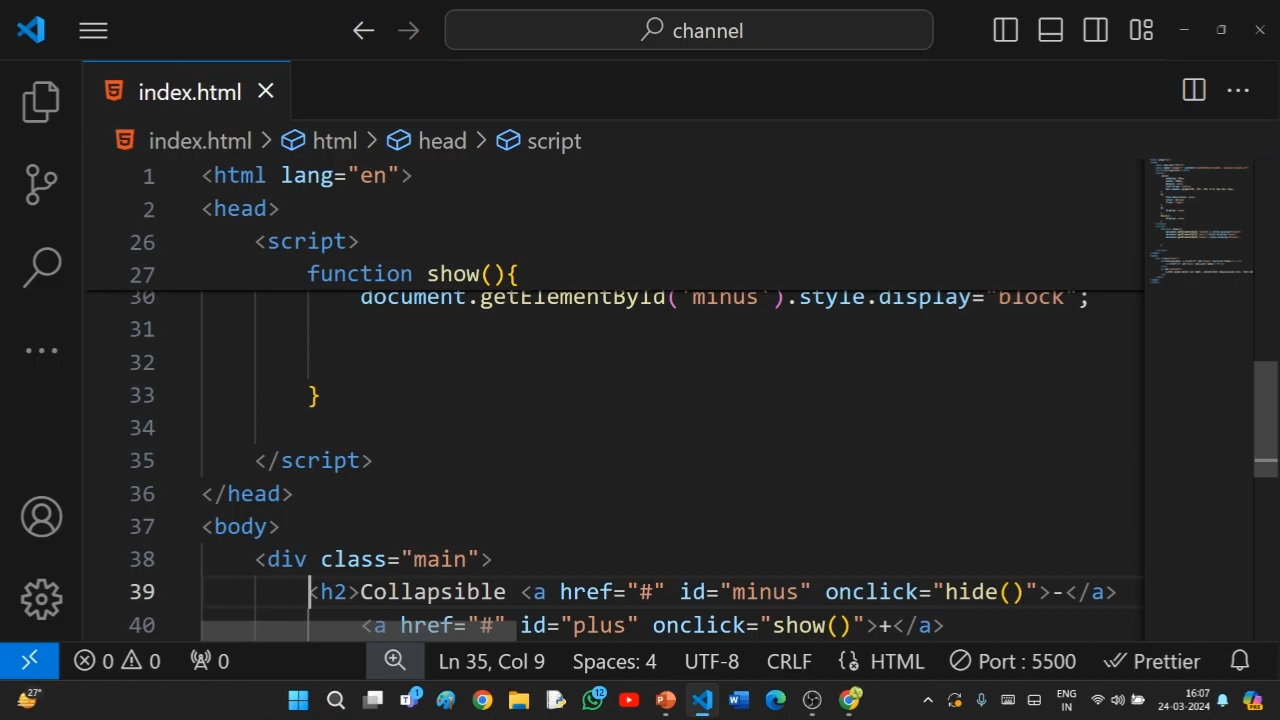 channel
index.html
index.html > html > head > script
1 <html lang="en">
2 <head>
26 <script>
27 function show(){
30 document.getElementById('minus').style.display="block";
31
32
33 }
34
35 </script>
36 </head>
37 <body>
38 <div class="main">
39 <h2>Collapsible <a href="#" id="minus" onclick="hide()">-</a>
40 <a href="#" id="plus" onclick="show()">+</a>
0 0 0 Ln 35, Col 9 Spaces: 4 UTF-8 CRLF HTML Port : 5500 Prettier
27° 1 12 ENG IN 16:07 24-03-2024